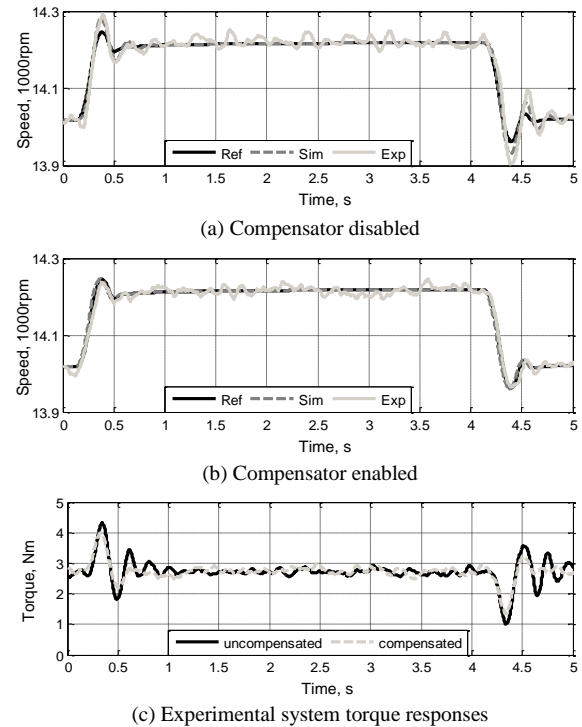 14.3
14.1
13.9
Speed, 1000rpm
Ref Sim Exp
0 0.5 1 1.5 2 2.5 3 3.5 4 4.5 5
Time, s
(a) Compensator disabled
14.3
14.1
13.9
Speed, 1000rpm
Ref Sim Exp
0 0.5 1 1.5 2 2.5 3 3.5 4 4.5 5
Time, s
(b) Compensator enabled
5
4
3
2
1
0
Torque, Nm
uncompensated compensated
0 0.5 1 1.5 2 2.5 3 3.5 4 4.5 5
Time, s
(c) Experimental system torque responses